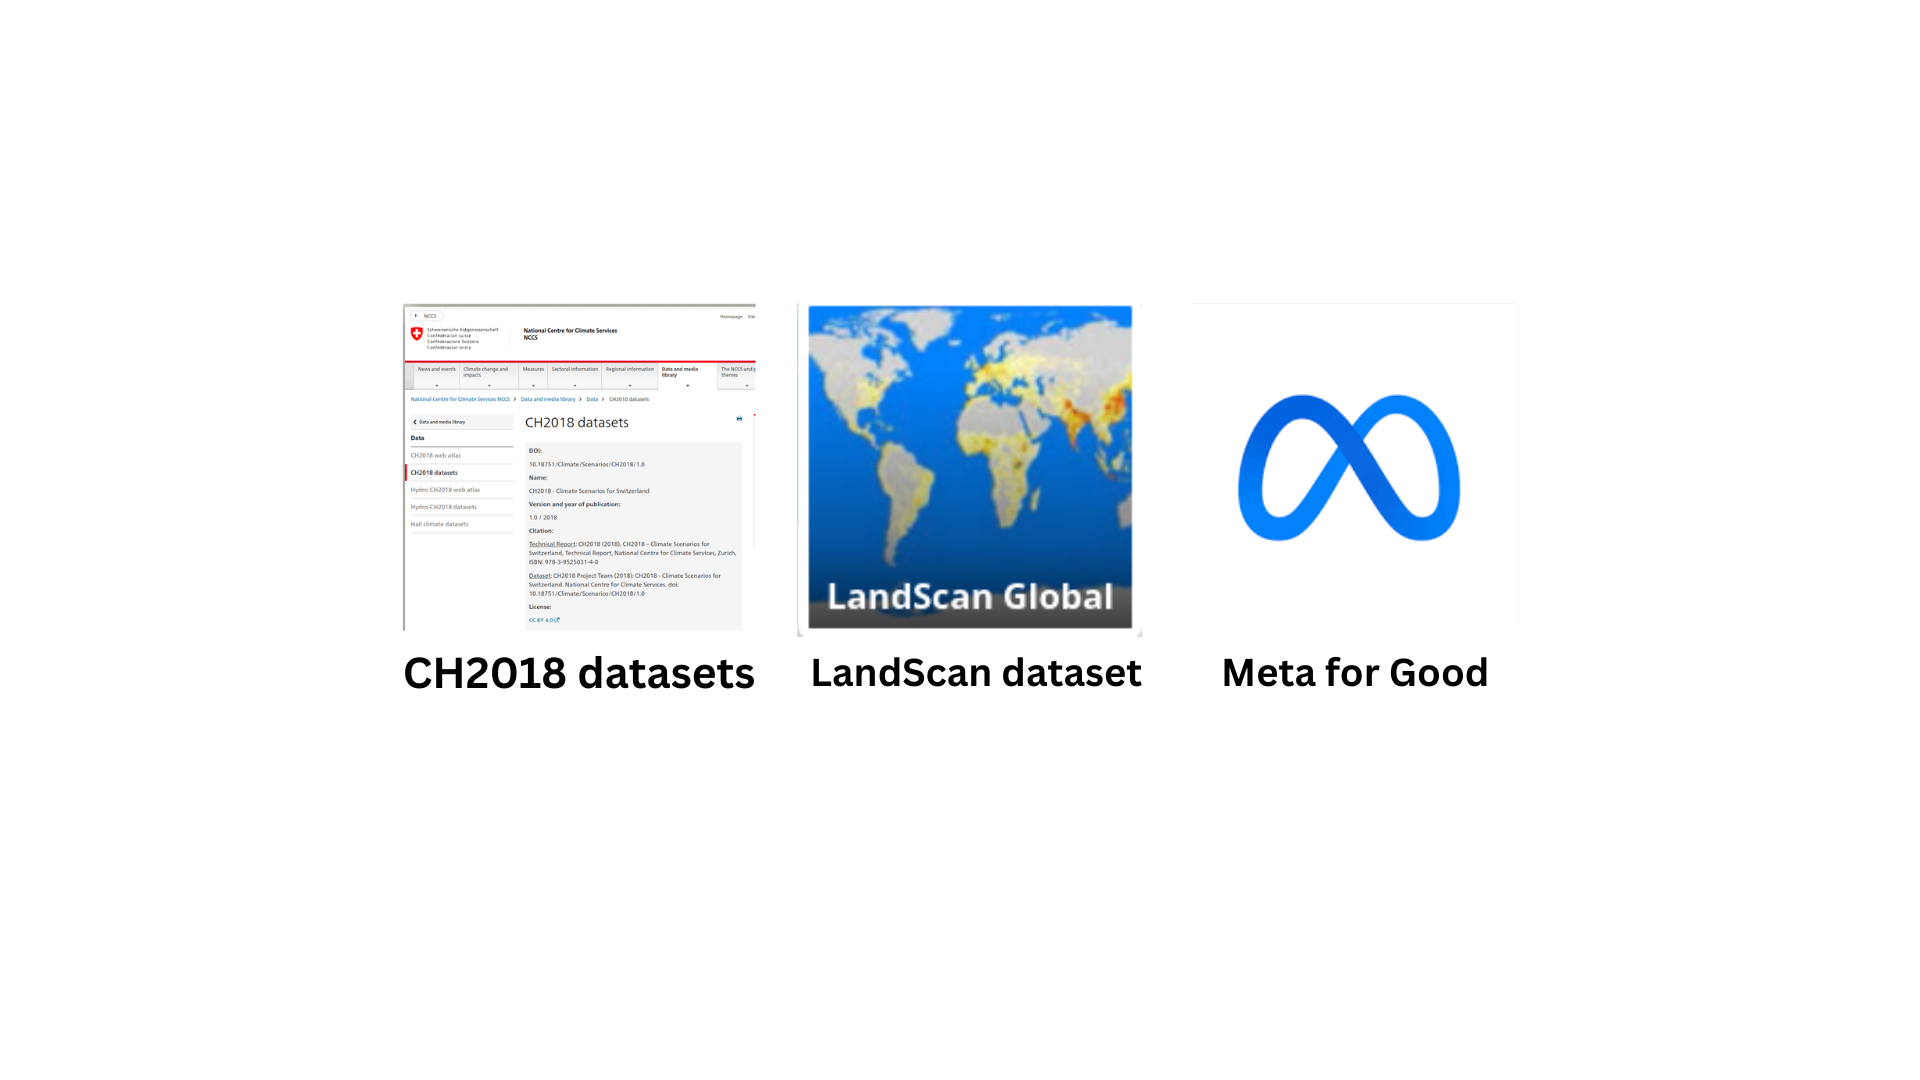 NCCS
Homepage
Schweizerische Eidgenossenschaft
Confédération suisse
Confederazione Svizzera
Confederaziun svizra
National Centre for Climate Services
NCCS
News and events
Climate change and
impacts
Measures
Sectoral information
Regional information
Data and media
library
The NCCS and
themes
National Centre for Climate Services NCCS > Data and media library > Data > CH2018 datasets
Data and media library
Data
CH2018 web atlas
CH2018 datasets
Hydro-CH2018 web atlas
Hydro-CH2018 datasets
Hail climate datasets
CH2018 datasets
DOI:
10.18751/Climate/Scenarios/CH2018/1.0
Name:
CH2018 - Climate Scenarios for Switzerland
Version and year of publication:
1.0 / 2018
Citation:
Technical Report: CH2018 (2018), CH2018 – Climate Scenarios for
Switzerland, Technical Report, National Centre for Climate Services, Zurich,
ISBN: 978-3-9525031-4-0
Dataset: CH2018 Project Team (2018): CH2018 - Climate Scenarios for
Switzerland. National Centre for Climate Services. doi:
10.18751/Climate/Scenarios/CH2018/1.0
License:
CC BY 4.0
LandScan Global
CH2018 datasets
LandScan dataset
Meta for Good